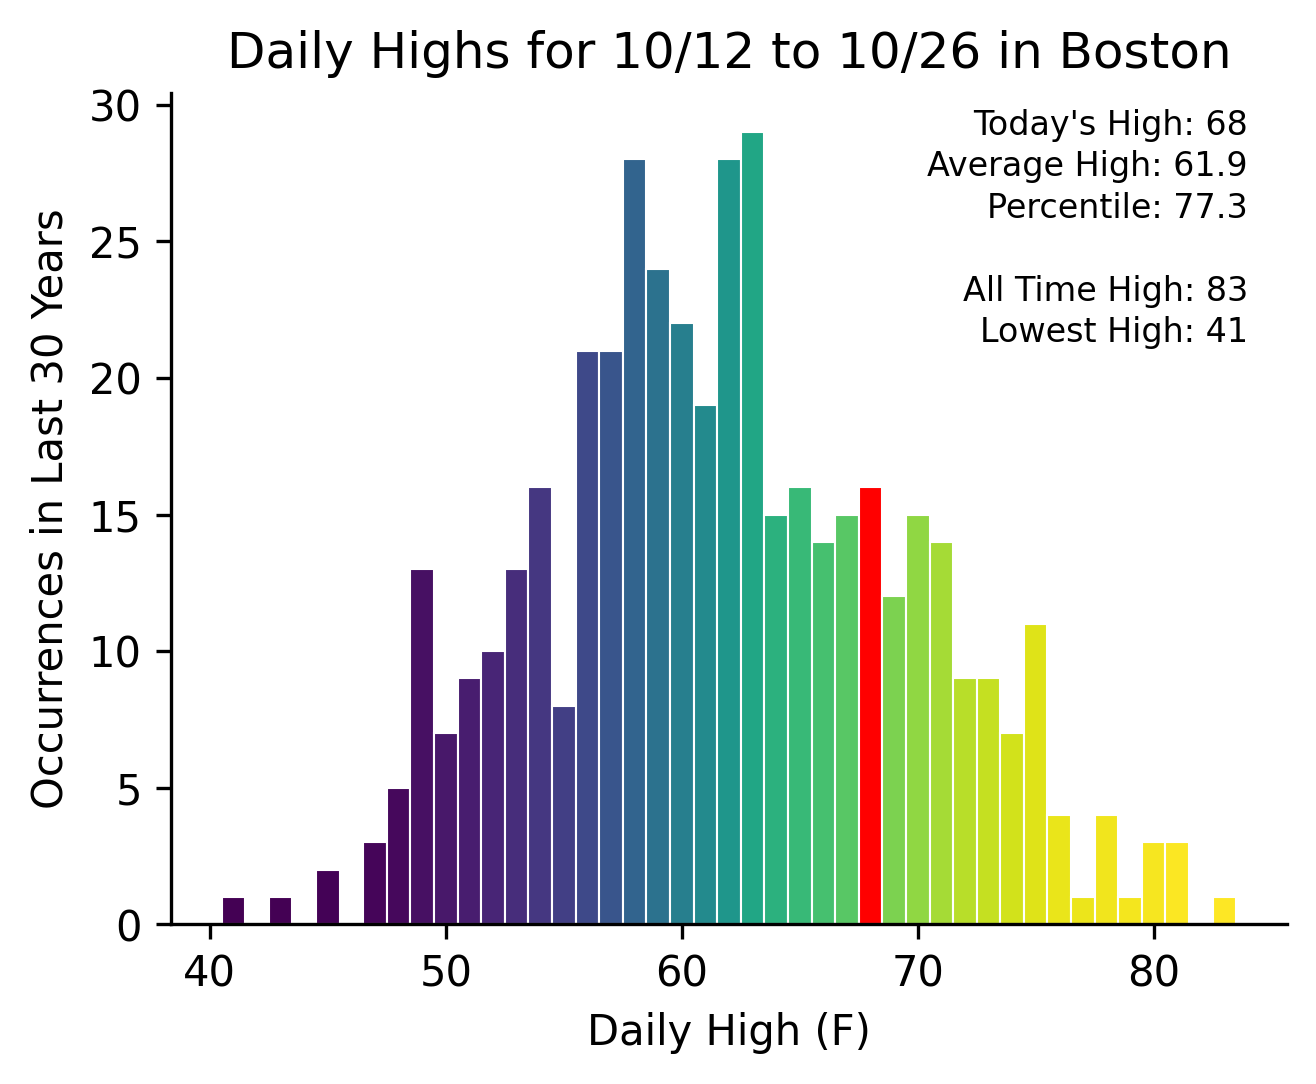 Daily Highs for 10/12 to 10/26 in Boston
Today's High: 68
Average High: 61.9
Percentile: 77.3
All Time High: 83
Lowest High: 41
Occurrences in Last 30 Years
30
25
20
15
10
5
0
40 50 60 70 80
Daily High (F)